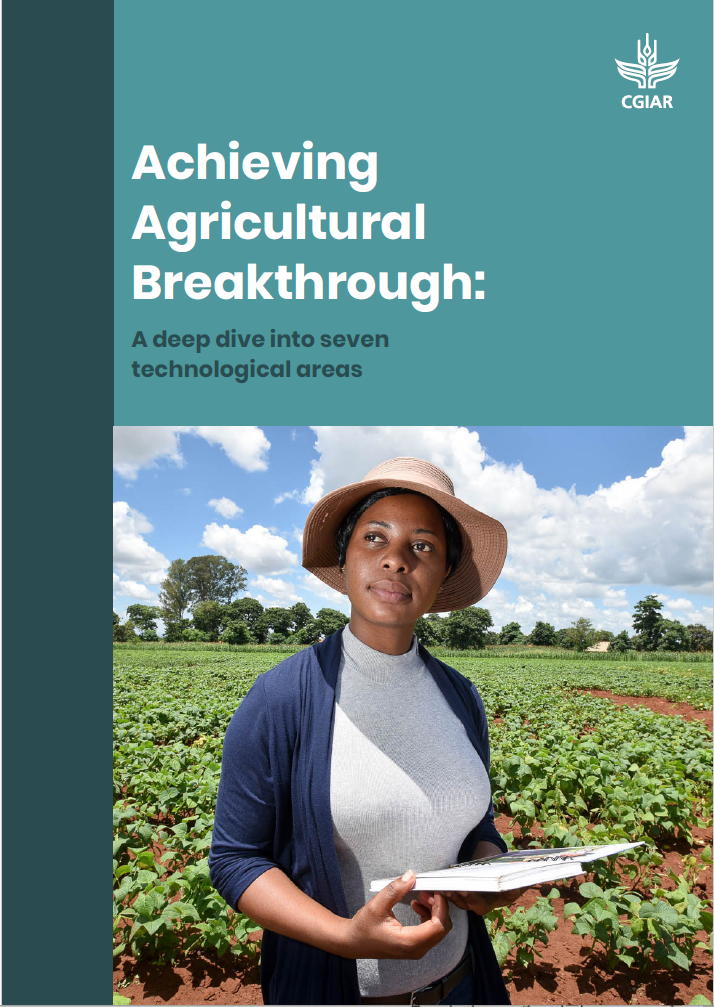 CGIAR
Achieving
Agricultural
Breakthrough:
A deep dive into seven
technological areas